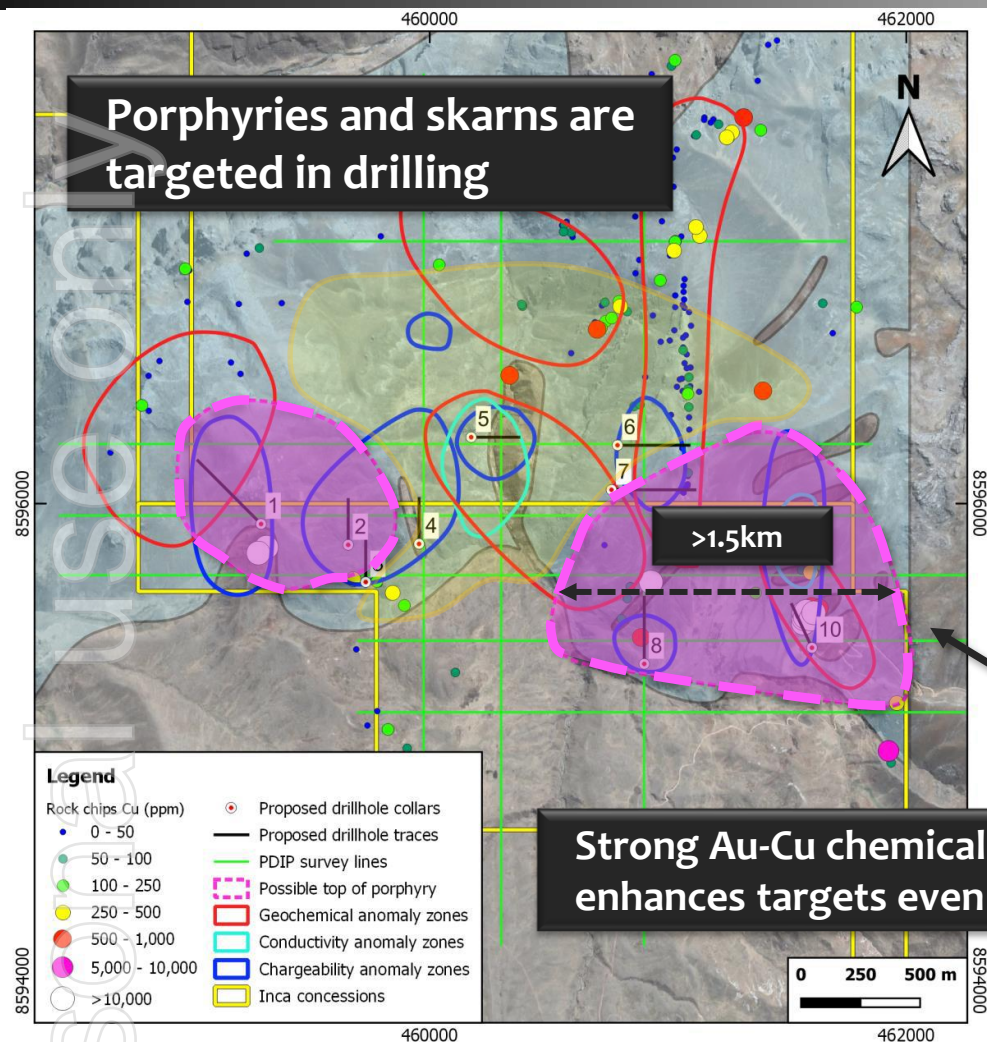 460000
462000
N
Porphyries and skarns are
targeted in drilling
5
6
7
8596000
8596000
1
2
4
>1.5km
8
10
Legend
Rock chips Cu (ppm)
0 - 50
50 - 100
100 - 250
250 - 500
500 - 1,000
5,000 - 10,000
>10,000
Proposed drillhole collars
Proposed drillhole traces
PDIP survey lines
Possible top of porphyry
Geochemical anomaly zones
Conductivity anomaly zones
Chargeability anomaly zones
Inca concessions
Strong Au-Cu chemical
enhances targets even
0 250 500 m
8594000
8594000
460000
462000
sonal use only